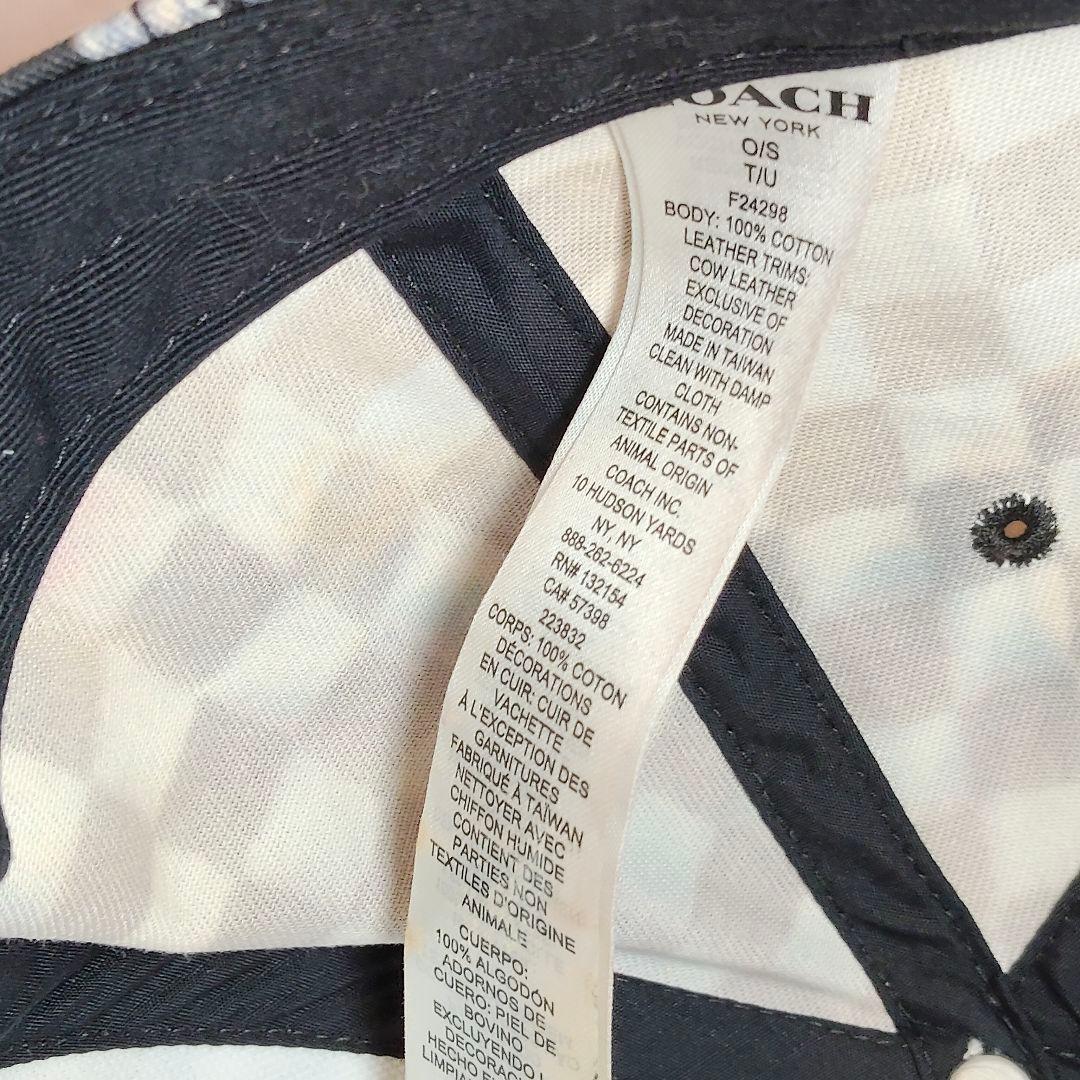 COACH
NEW YORK
O/S
T/U
F24298
BODY: 100% COTTON
LEATHER TRIMS:
COW LEATHER
EXCLUSIVE OF
DECORATION
MADE IN TAIWAN
CLEAN WITH DAMP
CLOTH
CONTAINS NON-
TEXTILE PARTS OF
ANIMAL ORIGIN
COACH INC.
10 HUDSON YARDS
NY, NY
888-262-6224
RN# 132154
CA# 57398
223832
CORPS: 100% COTON
DÉCORATIONS
EN CUIR: CUIR DE
VACHETTE
À L'EXCEPTION DES
GARNITURES
FABRIQUÉ À TAÏWAN
NETTOYER AVEC
CHIFFON HUMIDE
CONTIENT DES
PARTIES NON
TEXTILES D'ORIGINE
ANIMALE
CUERPO:
100% ALGODÓN
ADORNOS DE
CUERO: PIEL DE
BOVINO
EXCLUYENDO